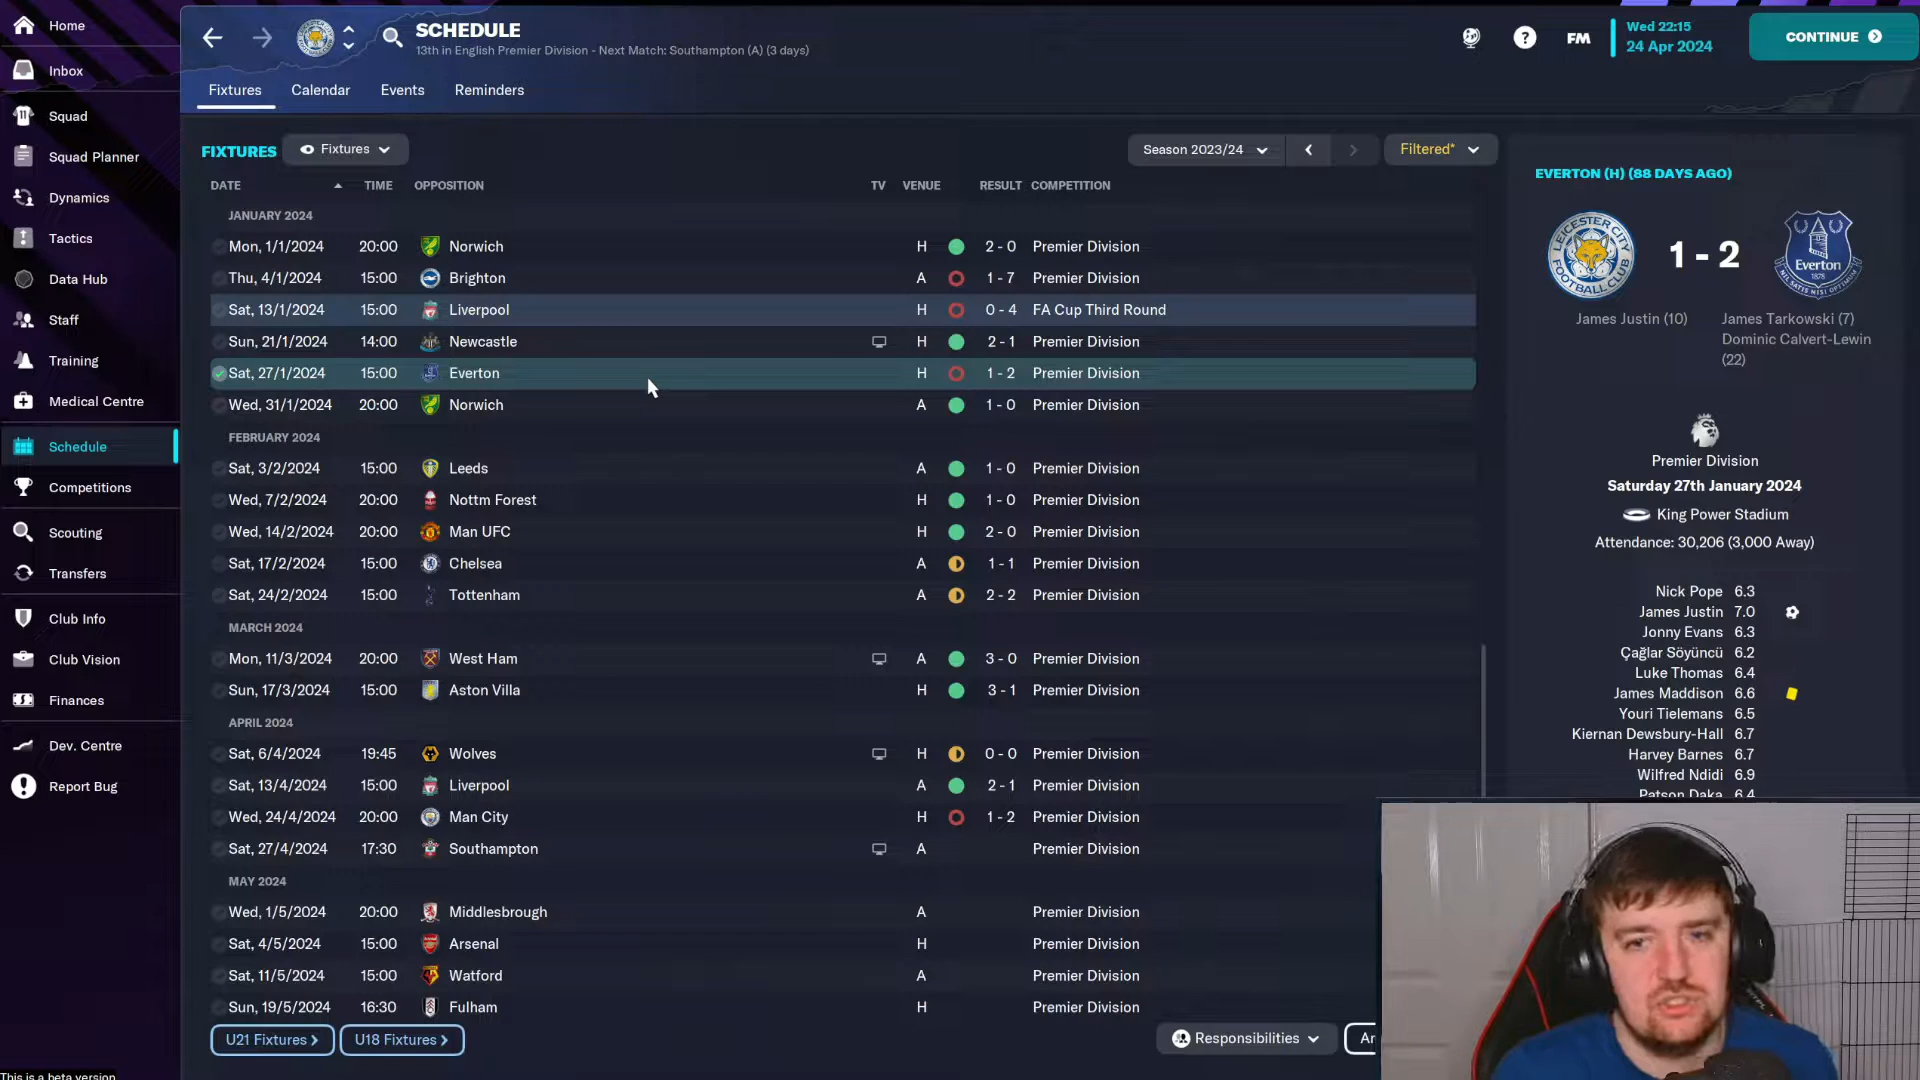 Home
Inbox
Squad
Squad Planner
Dynamics
Tactics
Data Hub
Staff
Training
Medical Centre
Schedule
Competitions
Scouting
Transfers
Club Info
Club Vision
Finances
Dev. Centre
Report Bug
This is a beta version
SCHEDULE
13th in English Premier Division - Next Match: Southampton (A) (3 days)
FM
Wed 22:15
24 Apr 2024
CONTINUE
Fixtures Calendar Events Reminders
FIXTURES Fixtures Season 2023/24 Filtered*
DATE TIME OPPOSITION TV VENUE RESULT COMPETITION
JANUARY 2024
Mon, 1/1/2024 20:00 Norwich H 2 - 0 Premier Division
Thu, 4/1/2024 15:00 Brighton A 1 - 7 Premier Division
Sat, 13/1/2024 15:00 Liverpool H 0 - 4 FA Cup Third Round
Sun, 21/1/2024 14:00 Newcastle H 2 - 1 Premier Division
Sat, 27/1/2024 15:00 Everton H 1 - 2 Premier Division
Wed, 31/1/2024 20:00 Norwich A 1 - 0 Premier Division
FEBRUARY 2024
Sat, 3/2/2024 15:00 Leeds A 1 - 0 Premier Division
Wed, 7/2/2024 20:00 Nottm Forest H 1 - 0 Premier Division
Wed, 14/2/2024 20:00 Man UFC H 2 - 0 Premier Division
Sat, 17/2/2024 15:00 Chelsea A 1 - 1 Premier Division
Sat, 24/2/2024 15:00 Tottenham A 2 - 2 Premier Division
MARCH 2024
Mon, 11/3/2024 20:00 West Ham A 3 - 0 Premier Division
Sun, 17/3/2024 15:00 Aston Villa H 3 - 1 Premier Division
APRIL 2024
Sat, 6/4/2024 19:45 Wolves H 0 - 0 Premier Division
Sat, 13/4/2024 15:00 Liverpool A 2 - 1 Premier Division
Wed, 24/4/2024 20:00 Man City H 1 - 2 Premier Division
Sat, 27/4/2024 17:30 Southampton A Premier Division
MAY 2024
Wed, 1/5/2024 20:00 Middlesbrough A Premier Division
Sat, 4/5/2024 15:00 Arsenal H Premier Division
Sat, 11/5/2024 15:00 Watford A Premier Division
Sun, 19/5/2024 16:30 Fulham H Premier Division
U21 Fixtures U18 Fixtures Responsibilities
EVERTON (H) (88 DAYS AGO)
LEICESTER CITY
FOOTBALL CLUB
1 - 2
Everton
1878
James Justin (10)
James Tarkowski (7)
Dominic Calvert-Lewin
(22)
Premier Division
Saturday 27th January 2024
King Power Stadium
Attendance: 30,206 (3,000 Away)
Nick Pope 6.3
James Justin 7.0
Jonny Evans 6.3
Çağlar Söyüncü 6.2
Luke Thomas 6.4
James Maddison 6.6
Youri Tielemans 6.5
Kiernan Dewsbury-Hall 6.7
Harvey Barnes 6.7
Wilfred Ndidi 6.9
Patson Daka 6.4